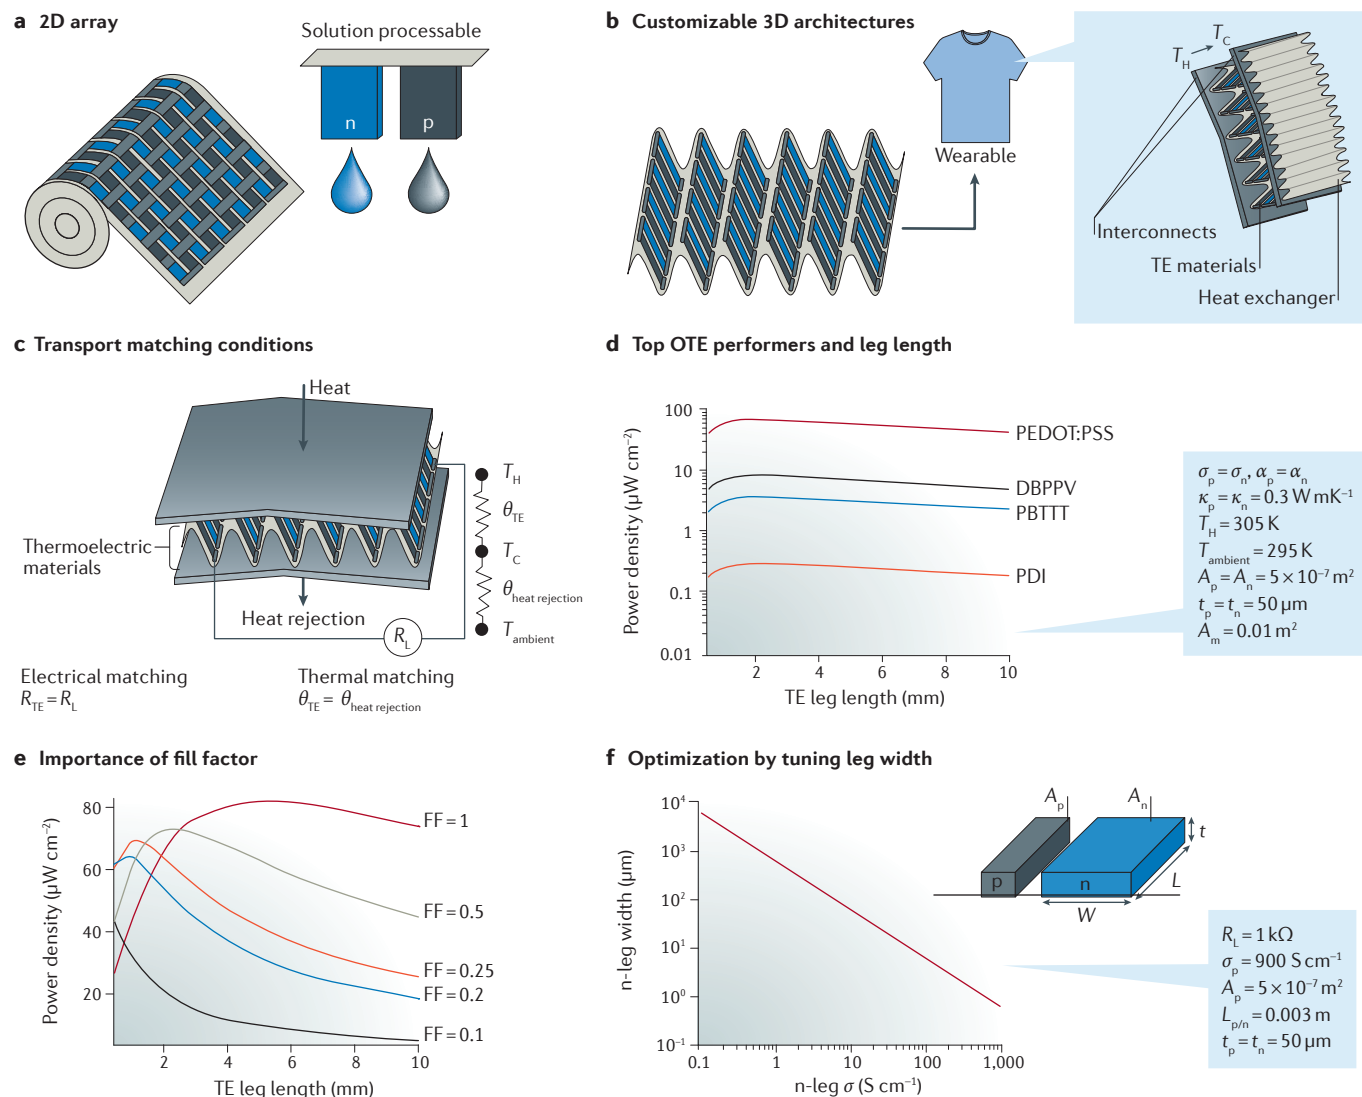 a 2D array
Solution processable
n
p
b Customizable 3D architectures
Wearable
T_H → T_C
Interconnects
TE materials
Heat exchanger
c Transport matching conditions
Heat
Thermoelectric
materials
Heat rejection
T_H
θ_TE
T_C
θ_heat rejection
T_ambient
R_L
Electrical matching
R_TE = R_L
Thermal matching
θ_TE = θ_heat rejection
d Top OTE performers and leg length
Power density (µW cm⁻²)
100
10
1
0.1
0.01
PEDOT:PSS
DBPPV
PBTTT
PDI
2
4
6
8
10
TE leg length (mm)
σ_p = σ_n, α_p = α_n
κ_p = κ_n = 0.3 W mK⁻¹
T_H = 305 K
T_ambient = 295 K
A_p = A_n = 5 × 10⁻⁷ m²
t_p = t_n = 50 µm
A_m = 0.01 m²
e Importance of fill factor
Power density (µW cm⁻²)
80
60
40
20
FF = 1
FF = 0.5
FF = 0.25
FF = 0.2
FF = 0.1
2
4
6
8
10
TE leg length (mm)
f Optimization by tuning leg width
n-leg width (µm)
10⁴
10³
10²
10¹
10⁰
10⁻¹
0.1
1
10
100
1,000
n-leg σ (S cm⁻¹)
A_p
A_n
t
L
p
n
W
R_L = 1 kΩ
σ_p = 900 S cm⁻¹
A_p = 5 × 10⁻⁷ m²
L_p/n = 0.003 m
t_p = t_n = 50 µm